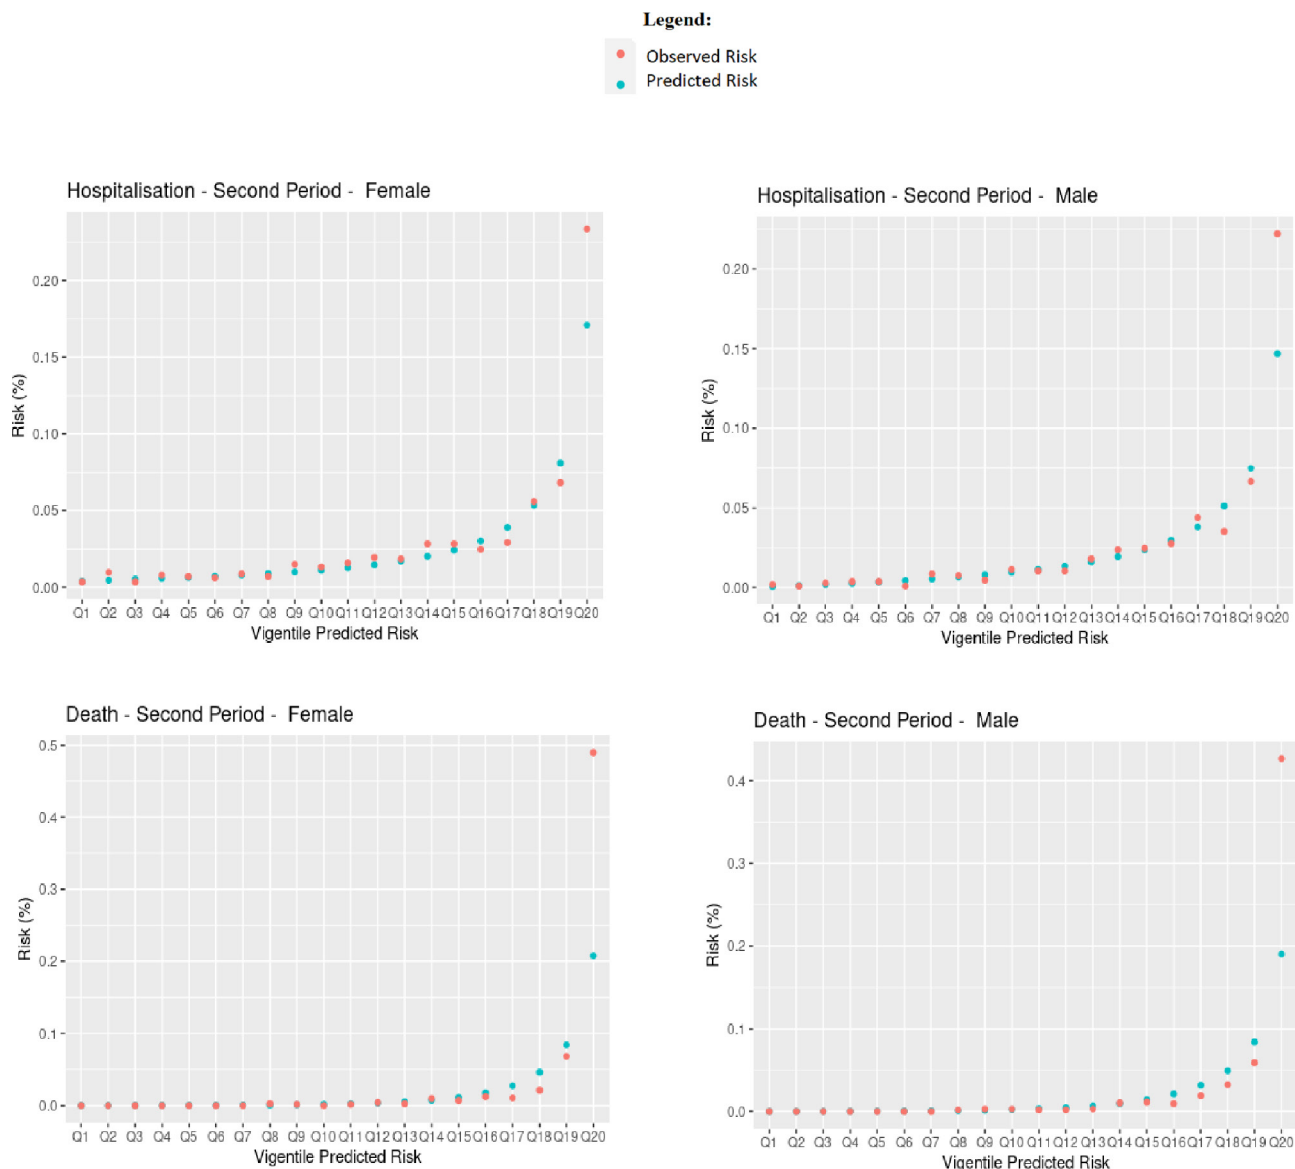 Legend:
Observed Risk
Predicted Risk
Hospitalisation - Second Period -  Female
0.20
0.15
0.10
0.05
0.00
Risk (%)
Q1 Q2 Q3 Q4 Q5 Q6 Q7 Q8 Q9 Q10 Q11 Q12 Q13 Q14 Q15 Q16 Q17 Q18 Q19 Q20
Vigentile Predicted Risk
Hospitalisation - Second Period -  Male
0.20
0.15
0.10
0.05
0.00
Risk (%)
Q1 Q2 Q3 Q4 Q5 Q6 Q7 Q8 Q9 Q10 Q11 Q12 Q13 Q14 Q15 Q16 Q17 Q18 Q19 Q20
Vigentile Predicted Risk
Death - Second Period -  Female
0.5
0.4
0.3
0.2
0.1
0.0
Risk (%)
Q1 Q2 Q3 Q4 Q5 Q6 Q7 Q8 Q9 Q10 Q11 Q12 Q13 Q14 Q15 Q16 Q17 Q18 Q19 Q20
Vigentile Predicted Risk
Death - Second Period -  Male
0.4
0.3
0.2
0.1
0.0
Risk (%)
Q1 Q2 Q3 Q4 Q5 Q6 Q7 Q8 Q9 Q10 Q11 Q12 Q13 Q14 Q15 Q16 Q17 Q18 Q19 Q20
Vigentile Predicted Risk